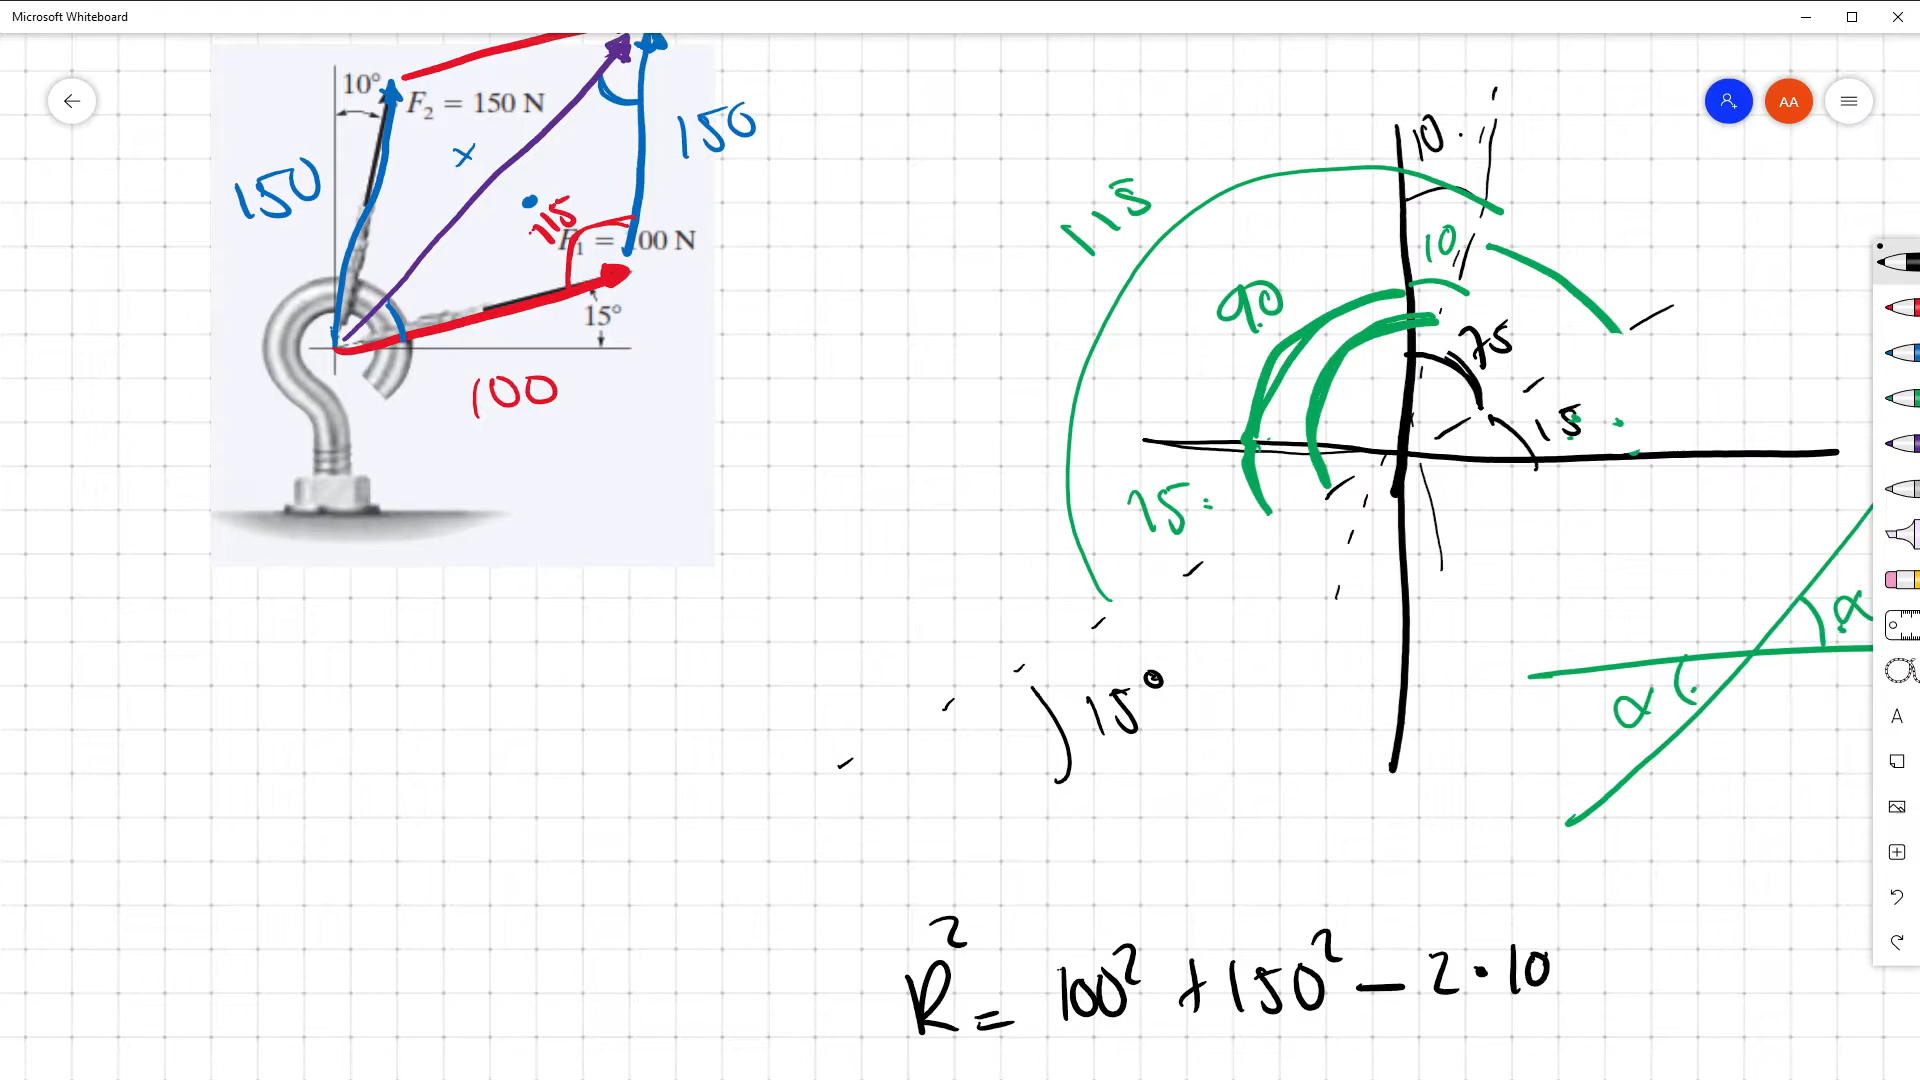 Microsoft Whiteboard
AA
10°
F₂ = 150 N
150
150
x
115
F₁ = 100 N
15°
100
10
115
10
90
75
15
15
15°
α
α
A
R² = 100² + 150² - 2 · 10